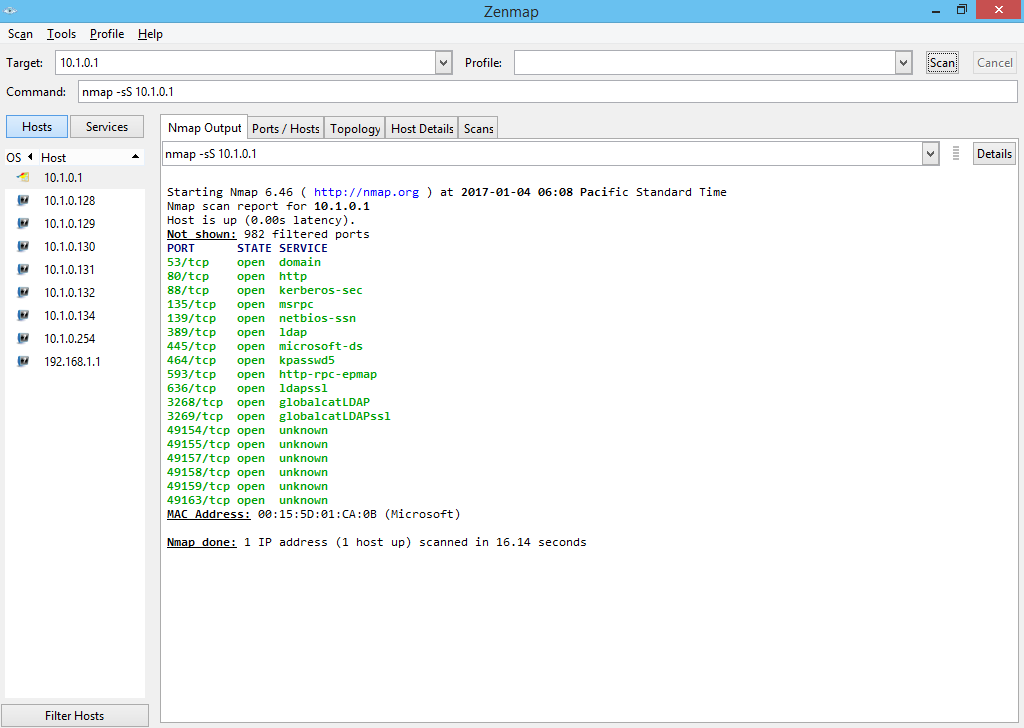 Zenmap
Scan Tools Profile Help
Target: 10.1.0.1 Profile: Scan Cancel
Command: nmap -sS 10.1.0.1
Hosts Services
Nmap Output Ports / Hosts Topology Host Details Scans
OS Host
nmap -sS 10.1.0.1 Details
10.1.0.1
10.1.0.128
10.1.0.129
10.1.0.130
10.1.0.131
10.1.0.132
10.1.0.134
10.1.0.254
192.168.1.1
Filter Hosts
Starting Nmap 6.46 ( http://nmap.org ) at 2017-01-04 06:08 Pacific Standard Time
Nmap scan report for 10.1.0.1
Host is up (0.00s latency).
Not shown: 982 filtered ports
PORT STATE SERVICE
53/tcp open domain
80/tcp open http
88/tcp open kerberos-sec
135/tcp open msrpc
139/tcp open netbios-ssn
389/tcp open ldap
445/tcp open microsoft-ds
464/tcp open kpasswd5
593/tcp open http-rpc-epmap
636/tcp open ldapssl
3268/tcp open globalcatLDAP
3269/tcp open globalcatLDAPssl
49154/tcp open unknown
49155/tcp open unknown
49157/tcp open unknown
49158/tcp open unknown
49159/tcp open unknown
49163/tcp open unknown
MAC Address: 00:15:5D:01:CA:0B (Microsoft)
Nmap done: 1 IP address (1 host up) scanned in 16.14 seconds